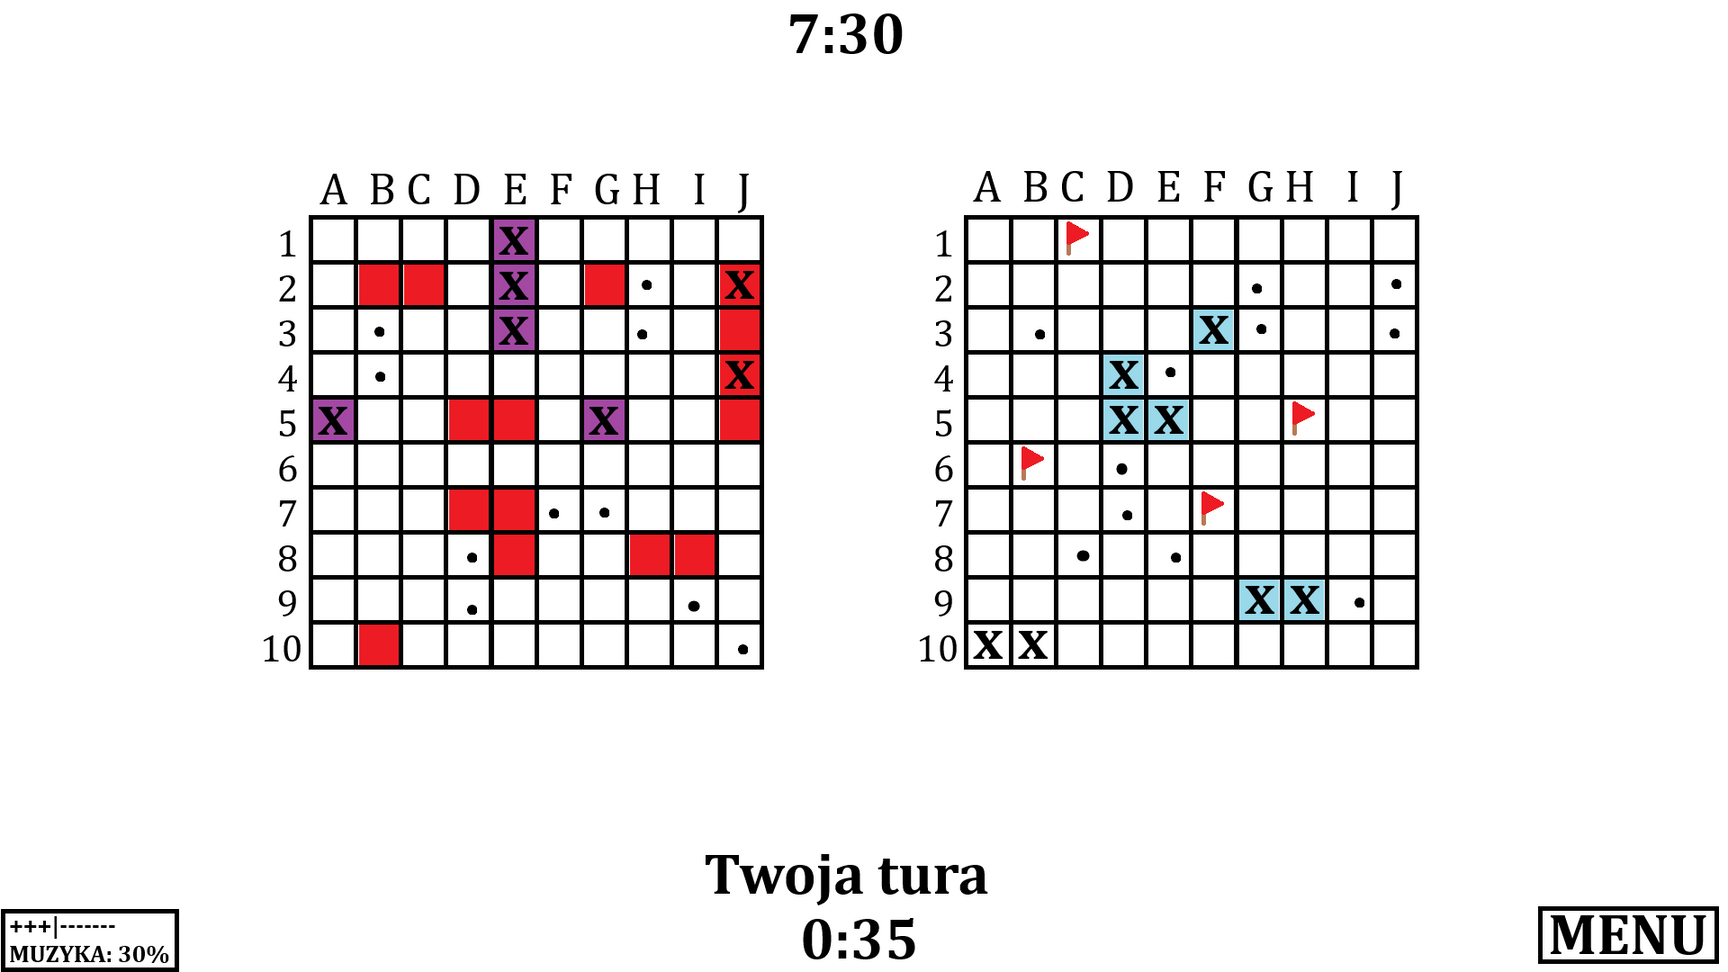 7:30
A B C D E F G H I J
A B C D E F G H I J
1 X
1
2 X X
2
3 X
3 X
4 X
4 X
5 X X
5 X X
6
6
7
7
8
8
9
9 X X
10
10 X X
Twoja tura
0:35
+++|-------
MUZYKA: 30%
MENU